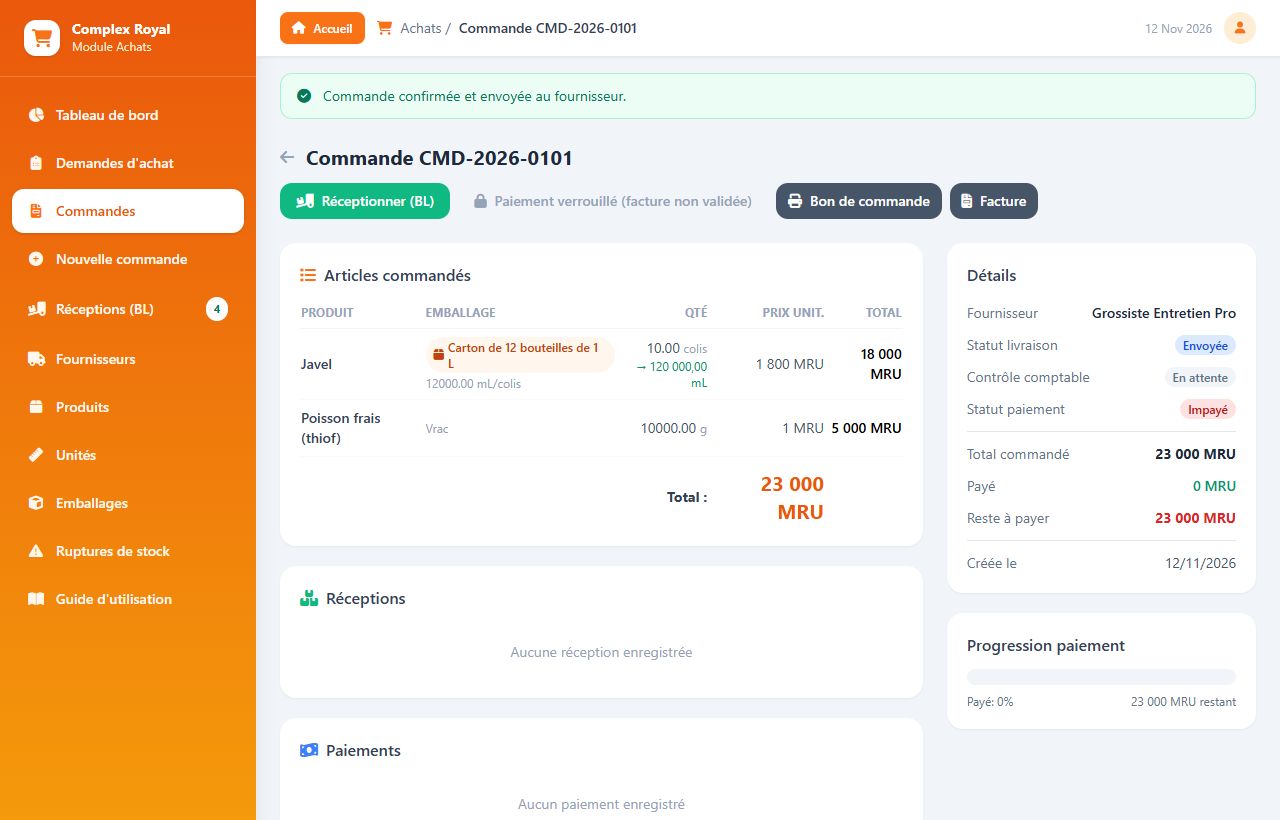 Complex Royal
Module Achats
Tableau de bord
Demandes d'achat
Commandes
Nouvelle commande
Réceptions (BL)
4
Fournisseurs
Produits
Unités
Emballages
Ruptures de stock
Guide d'utilisation
Accueil
Achats / Commande CMD-2026-0101
12 Nov 2026
Commande confirmée et envoyée au fournisseur.
Commande CMD-2026-0101
Réceptionner (BL)
Paiement verrouillé (facture non validée)
Bon de commande
Facture
Articles commandés
PRODUIT EMBALLAGE QTÉ PRIX UNIT. TOTAL
Javel
Carton de 12 bouteilles de 1
L
12000.00 mL/colis
10.00 colis
→ 120 000,00
mL
1 800 MRU
18 000
MRU
Poisson frais
(thiof)
Vrac
10000.00 g
1 MRU
5 000 MRU
Total :
23 000
MRU
Réceptions
Aucune réception enregistrée
Paiements
Aucun paiement enregistré
Détails
Fournisseur Grossiste Entretien Pro
Statut livraison Envoyée
Contrôle comptable En attente
Statut paiement Impayé
Total commandé 23 000 MRU
Payé 0 MRU
Reste à payer 23 000 MRU
Créée le 12/11/2026
Progression paiement
Payé: 0% 23 000 MRU restant